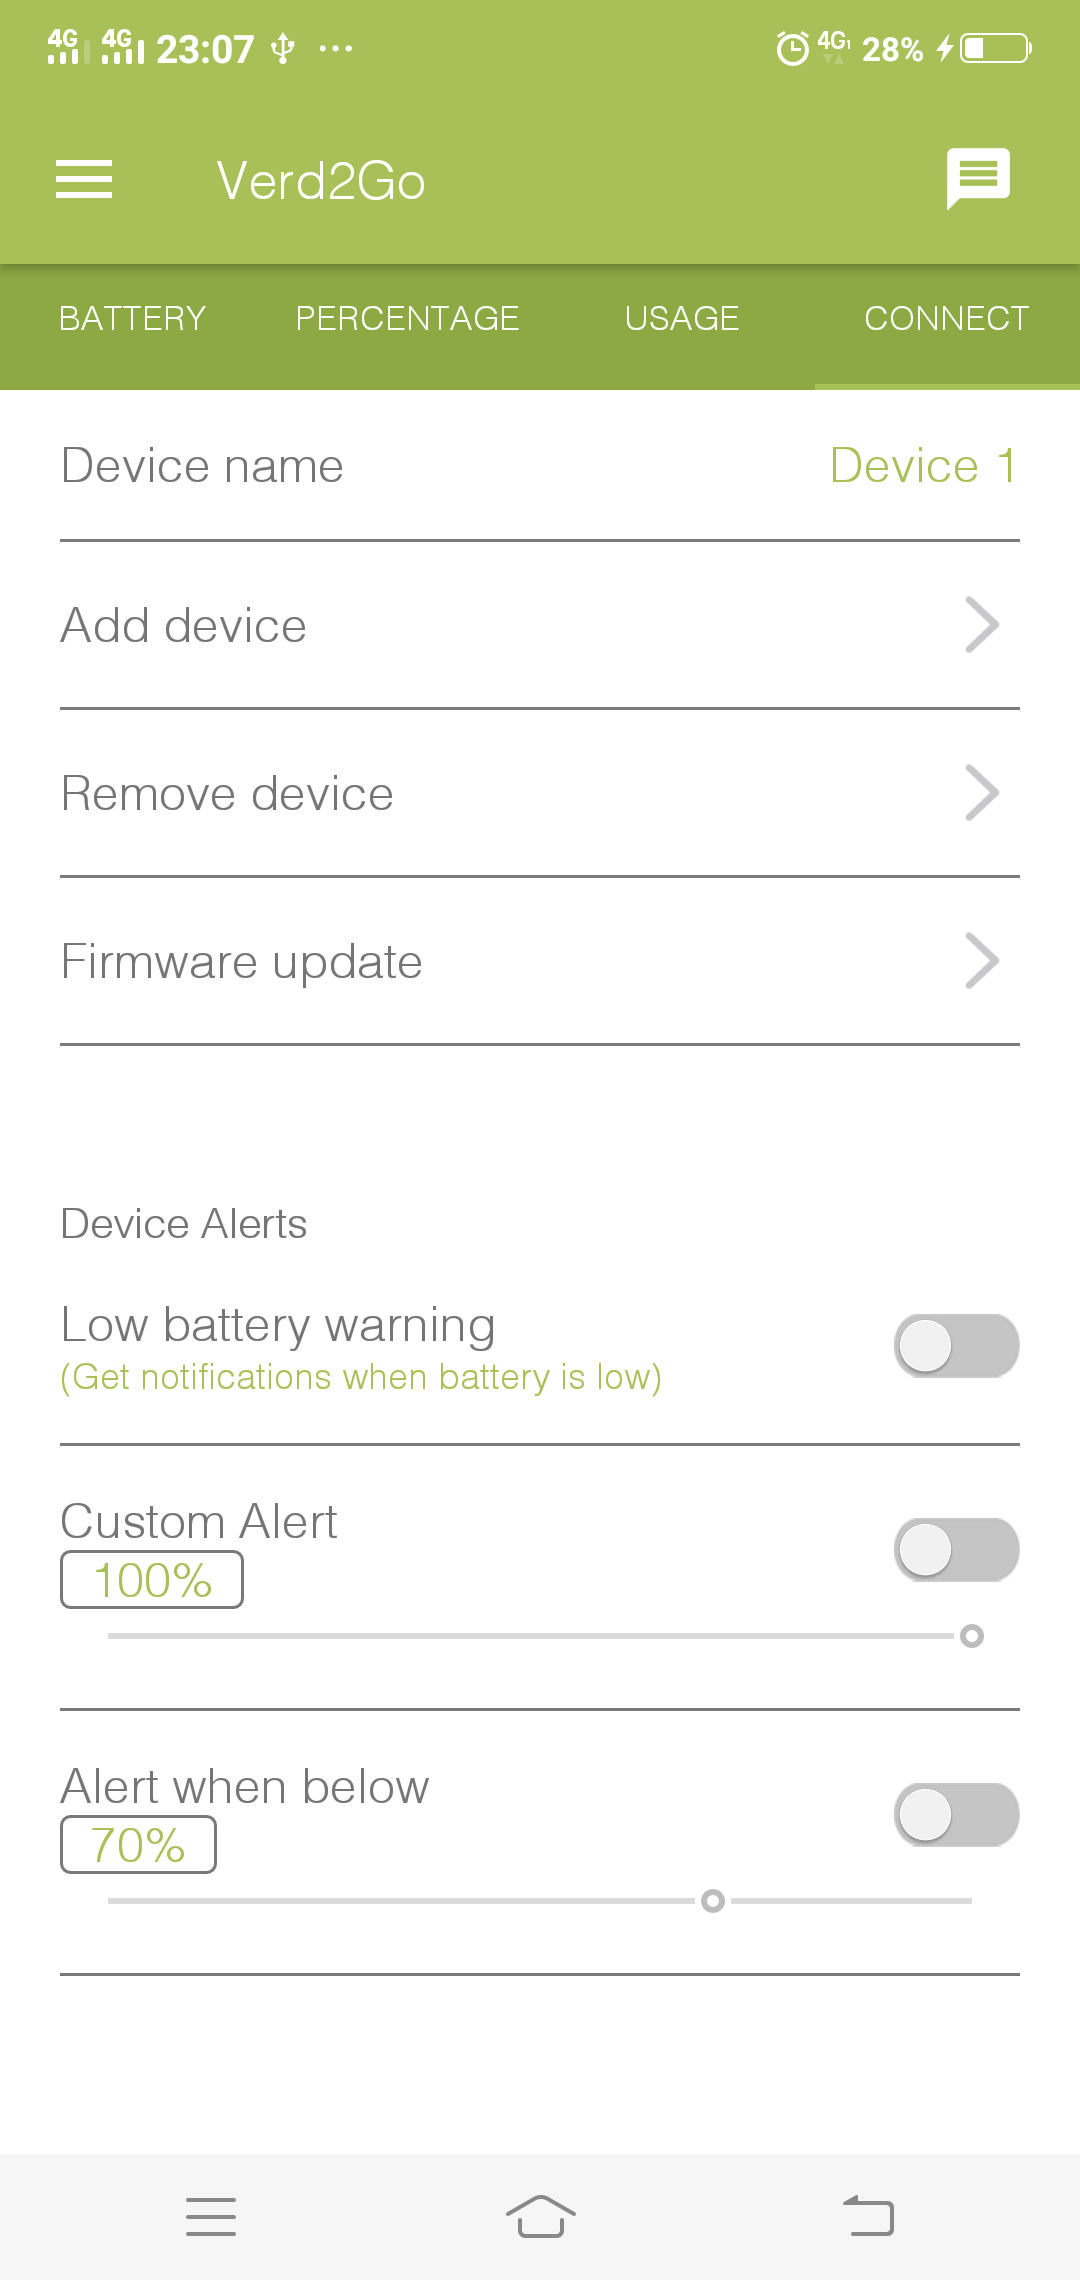 4G 4G 23:07 ... 4G1 28%
Verd2Go
BATTERY PERCENTAGE USAGE CONNECT
Device name Device 1
Add device
Remove device
Firmware update
Device Alerts
Low battery warning
(Get notifications when battery is low)
Custom Alert
100%
Alert when below
70%